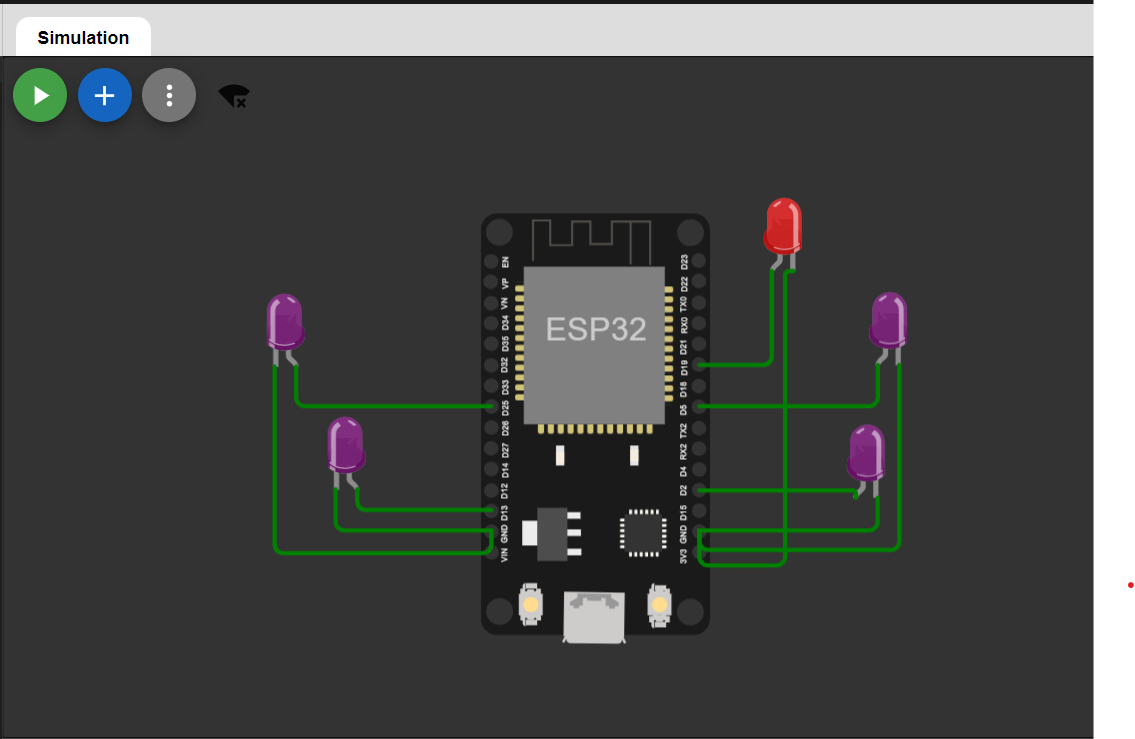 Simulation
ESP32
EN
VP
VN
D34
D35
D32
D33
D25
D26
D27
D14
D12
D13
GND
VIN
D23
D22
TX0
RX0
D21
D19
D18
D5
TX2
RX2
D4
D2
D15
GND
3V3